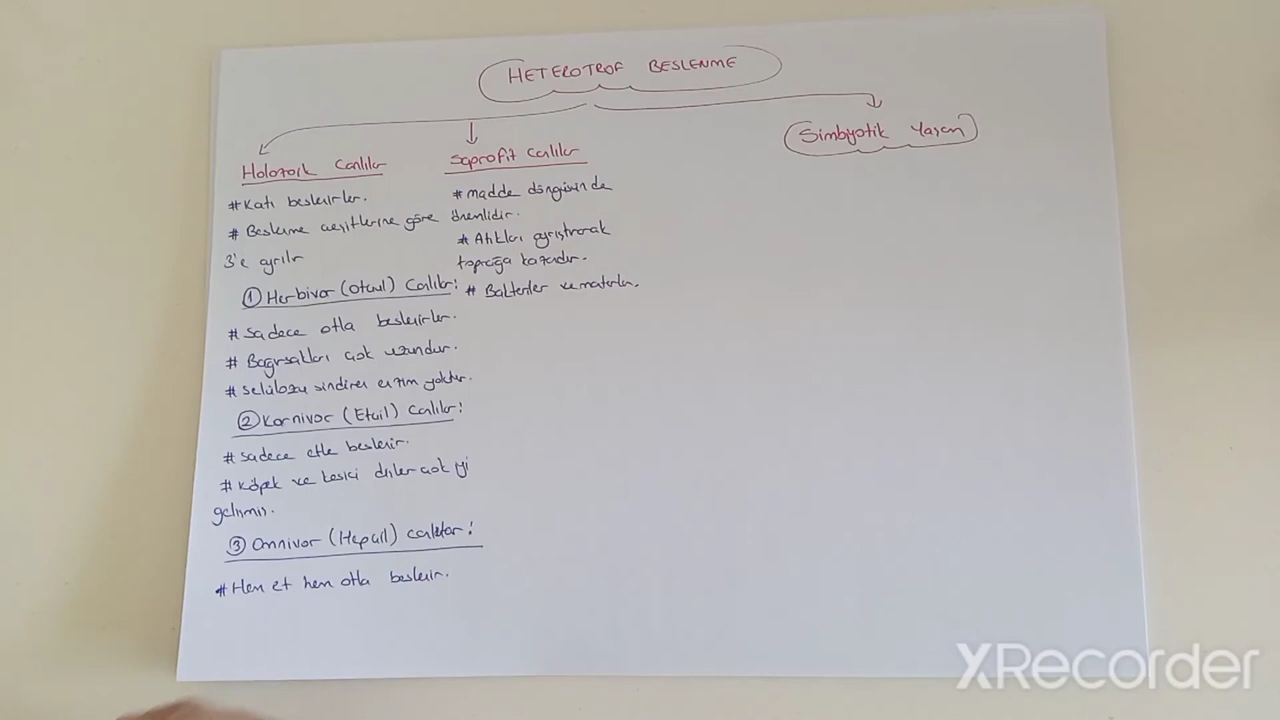 HETEROTROF BESLENME
Holozoik Canlılar
# Katı beslenirler.
# Beslenme çeşitlerine göre
3'e ayrılır
① Herbivor (Otçul) Canlılar:
# Sadece otla beslenirler.
# Bağırsakları çok uzundur.
# Selülozu sindiren enzim yoktur.
② Karnivor (Etçil) Canlılar:
# Sadece etle beslenir.
# Köpek ve kesici dişler çok iyi
gelişmiş.
③ Omnivor (Hepçil) canlılar:
# Hem et hem otla beslenir.
Saprofit Canlılar
# madde döngüsünde
önemlidir.
# Atıkları ayrıştırarak
toprağa kazandır.
# Bakteriler ve mantarlar.
Simbiyotik Yaşam
XRecorder